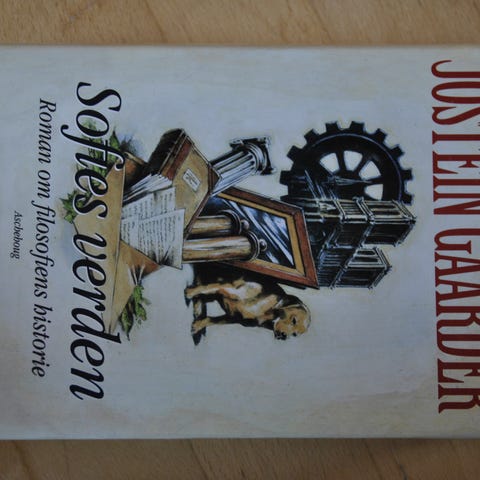 JOSTEIN GAARDER
Sofies verden
Roman om filosofiens historie
Aschehoug